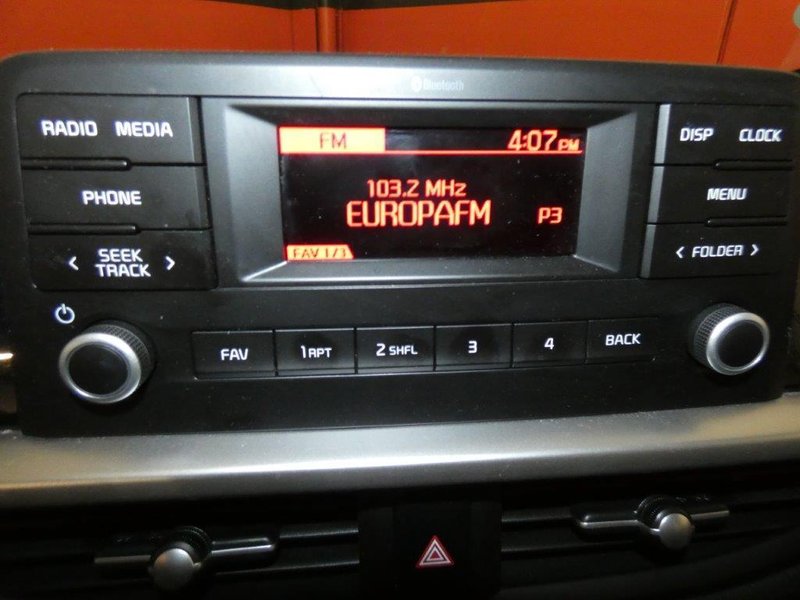 Bluetooth
RADIO MEDIA
PHONE
< SEEK TRACK >
FM 4:07 PM
103.2 MHz
EUROPAFM P3
FAV 1/3
DISP CLOCK
MENU
< FOLDER >
FAV 1 RPT 2 SHFL 3 4 BACK